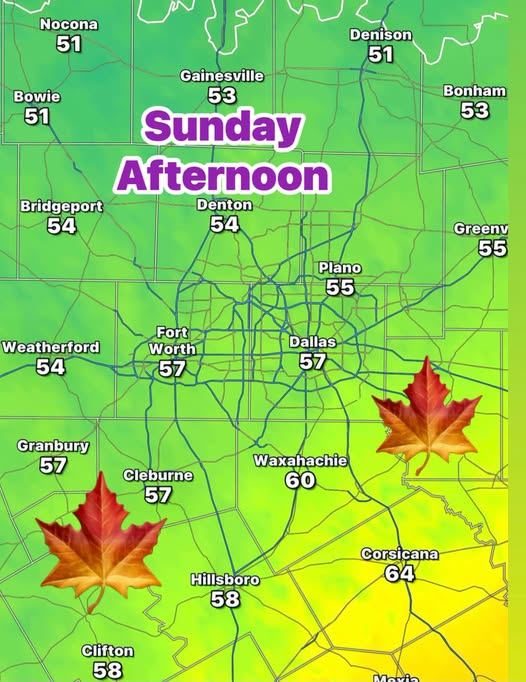 Nocona
51
Denison
51
Gainesville
53
Bowie
51
Bonham
53
Sunday
Afternoon
Bridgeport
54
Denton
54
Greenv
55
Plano
55
Fort
Worth
57
Dallas
57
Weatherford
54
Granbury
57
Cleburne
57
Waxahachie
60
Corsicana
64
Hillsboro
58
Clifton
58
Mexia